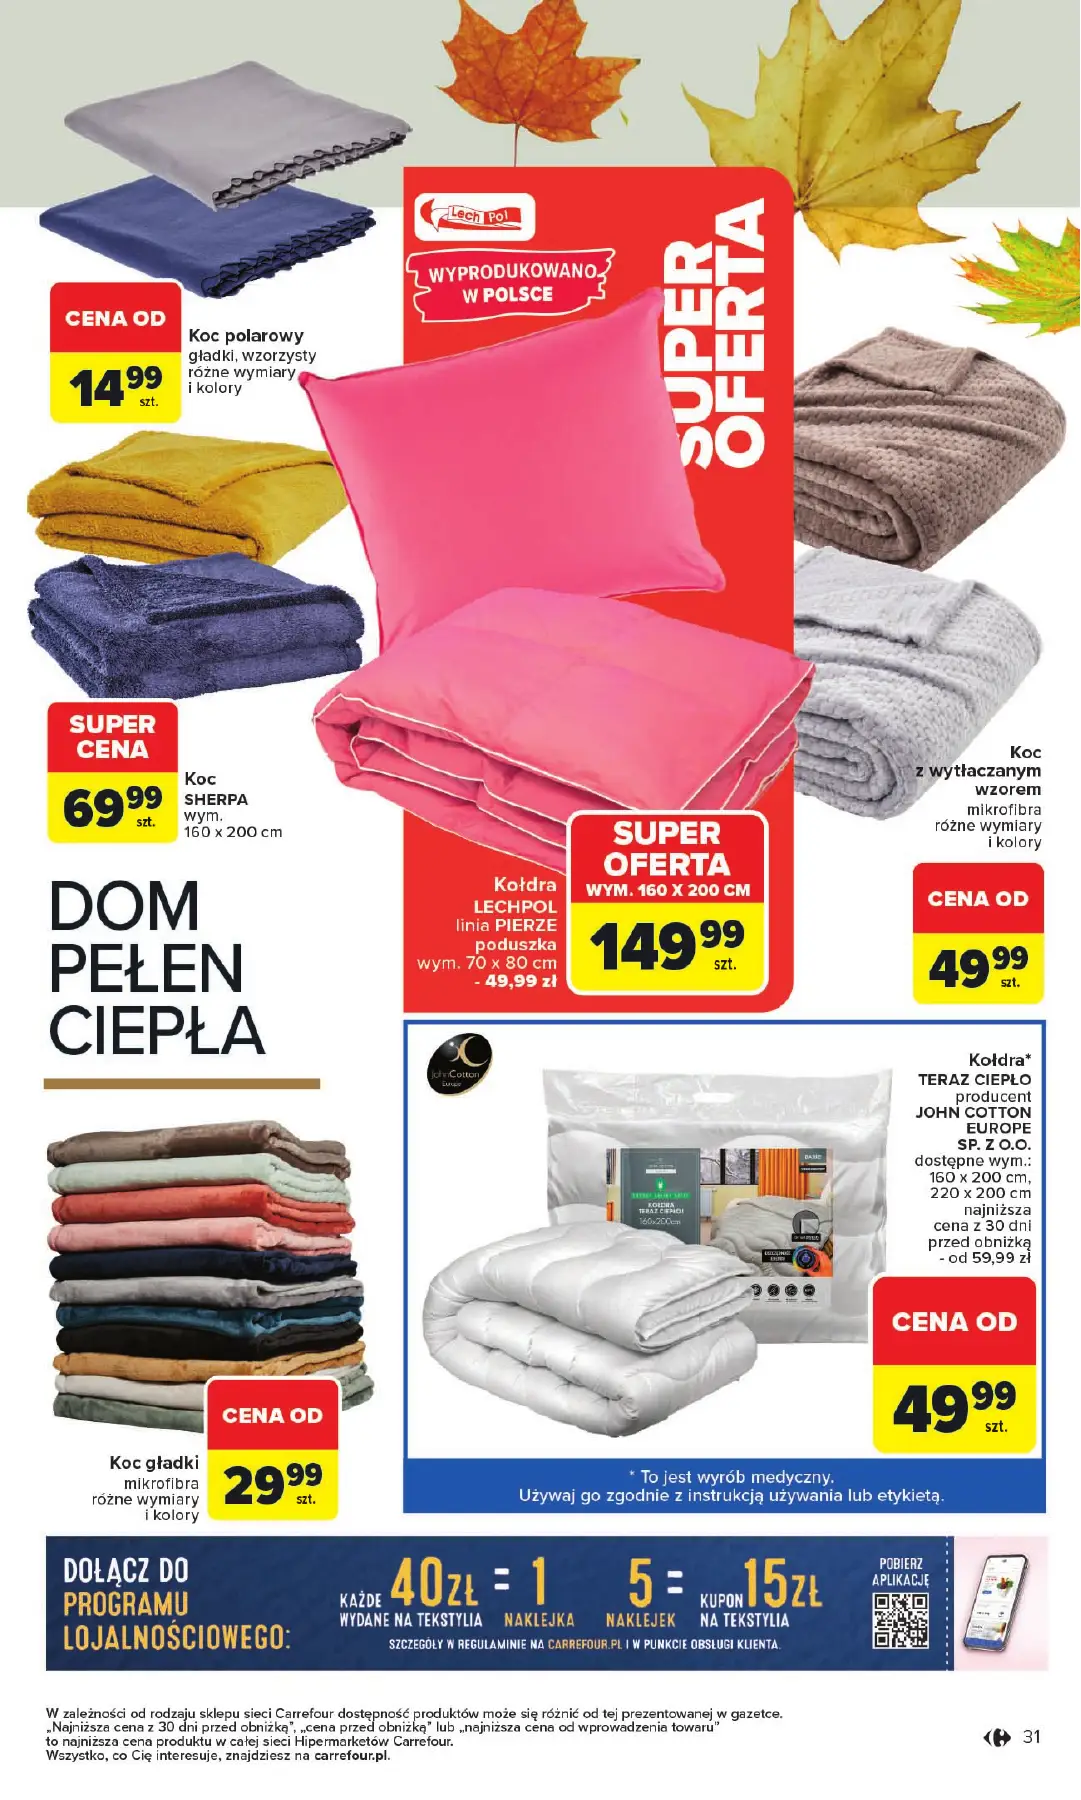 Lech Pol
WYPRODUKOWANO
W POLSCE
SUPER
OFERTA
CENA OD
14 99
szt.
Koc polarowy
gładki, wzorzysty
różne wymiary
i kolory
SUPER
CENA
69 99
szt.
Koc
SHERPA
wym.
160 x 200 cm
Koc
z wytłaczanym
wzorem
mikrofibra
różne wymiary
i kolory
CENA OD
49 99
szt.
Kołdra
LECHPOL
linia PIERZE
poduszka
wym. 70 x 80 cm
- 49,99 zł
SUPER
OFERTA
WYM. 160 X 200 CM
149 99
szt.
DOM
PEŁEN
CIEPŁA
JohnCotton
Europe
KOŁDRA
TERAZ CIEPŁO!
160x200cm
BASIC
Kołdra*
TERAZ CIEPŁO
producent
JOHN COTTON
EUROPE
SP. Z O.O.
dostępne wym.:
160 x 200 cm,
220 x 200 cm
najniższa
cena z 30 dni
przed obniżką
- od 59,99 zł
CENA OD
49 99
szt.
* To jest wyrób medyczny.
Używaj go zgodnie z instrukcją używania lub etykietą.
CENA OD
29 99
szt.
Koc gładki
mikrofibra
różne wymiary
i kolory
DOŁĄCZ DO
PROGRAMU
LOJALNOŚCIOWEGO:
KAŻDE 40ZŁ = 1
WYDANE NA TEKSTYLIA NAKLEJKA
5 = KUPON 15ZŁ
NAKLEJEK NA TEKSTYLIA
SZCZEGÓŁY W REGULAMINIE NA CARREFOUR.PL I W PUNKCIE OBSŁUGI KLIENTA.
POBIERZ
APLIKACJĘ
W zależności od rodzaju sklepu sieci Carrefour dostępność produktów może się różnić od tej prezentowanej w gazetce.
„Najniższa cena z 30 dni przed obniżką”, „cena przed obniżką” lub „najniższa cena od wprowadzenia towaru”
to najniższa cena produktu w całej sieci Hipermarketów Carrefour.
Wszystko, co Cię interesuje, znajdziesz na carrefour.pl.
31